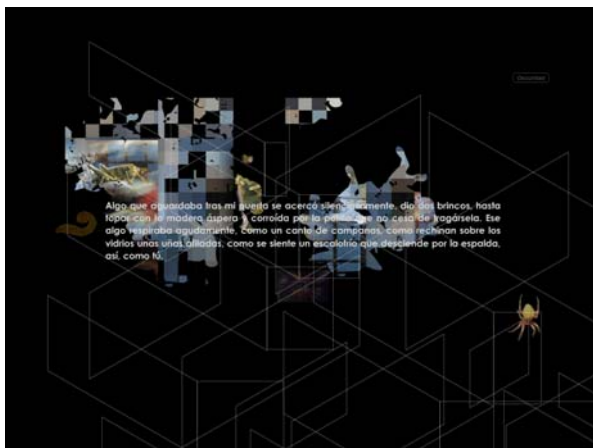 Algo que aguardaba tras mi puerta se acercó silenciosamente, dio dos brincos, hasta
topar con la madera áspera y corroída por la polilla que no cesa de tragársela. Ese
algo respiraba agudamente, como un canto de campanas, como rechinan sobre los
vidrios unas uñas afiladas, como se siente un escalofrío que desciende por la espalda,
así, como tú.